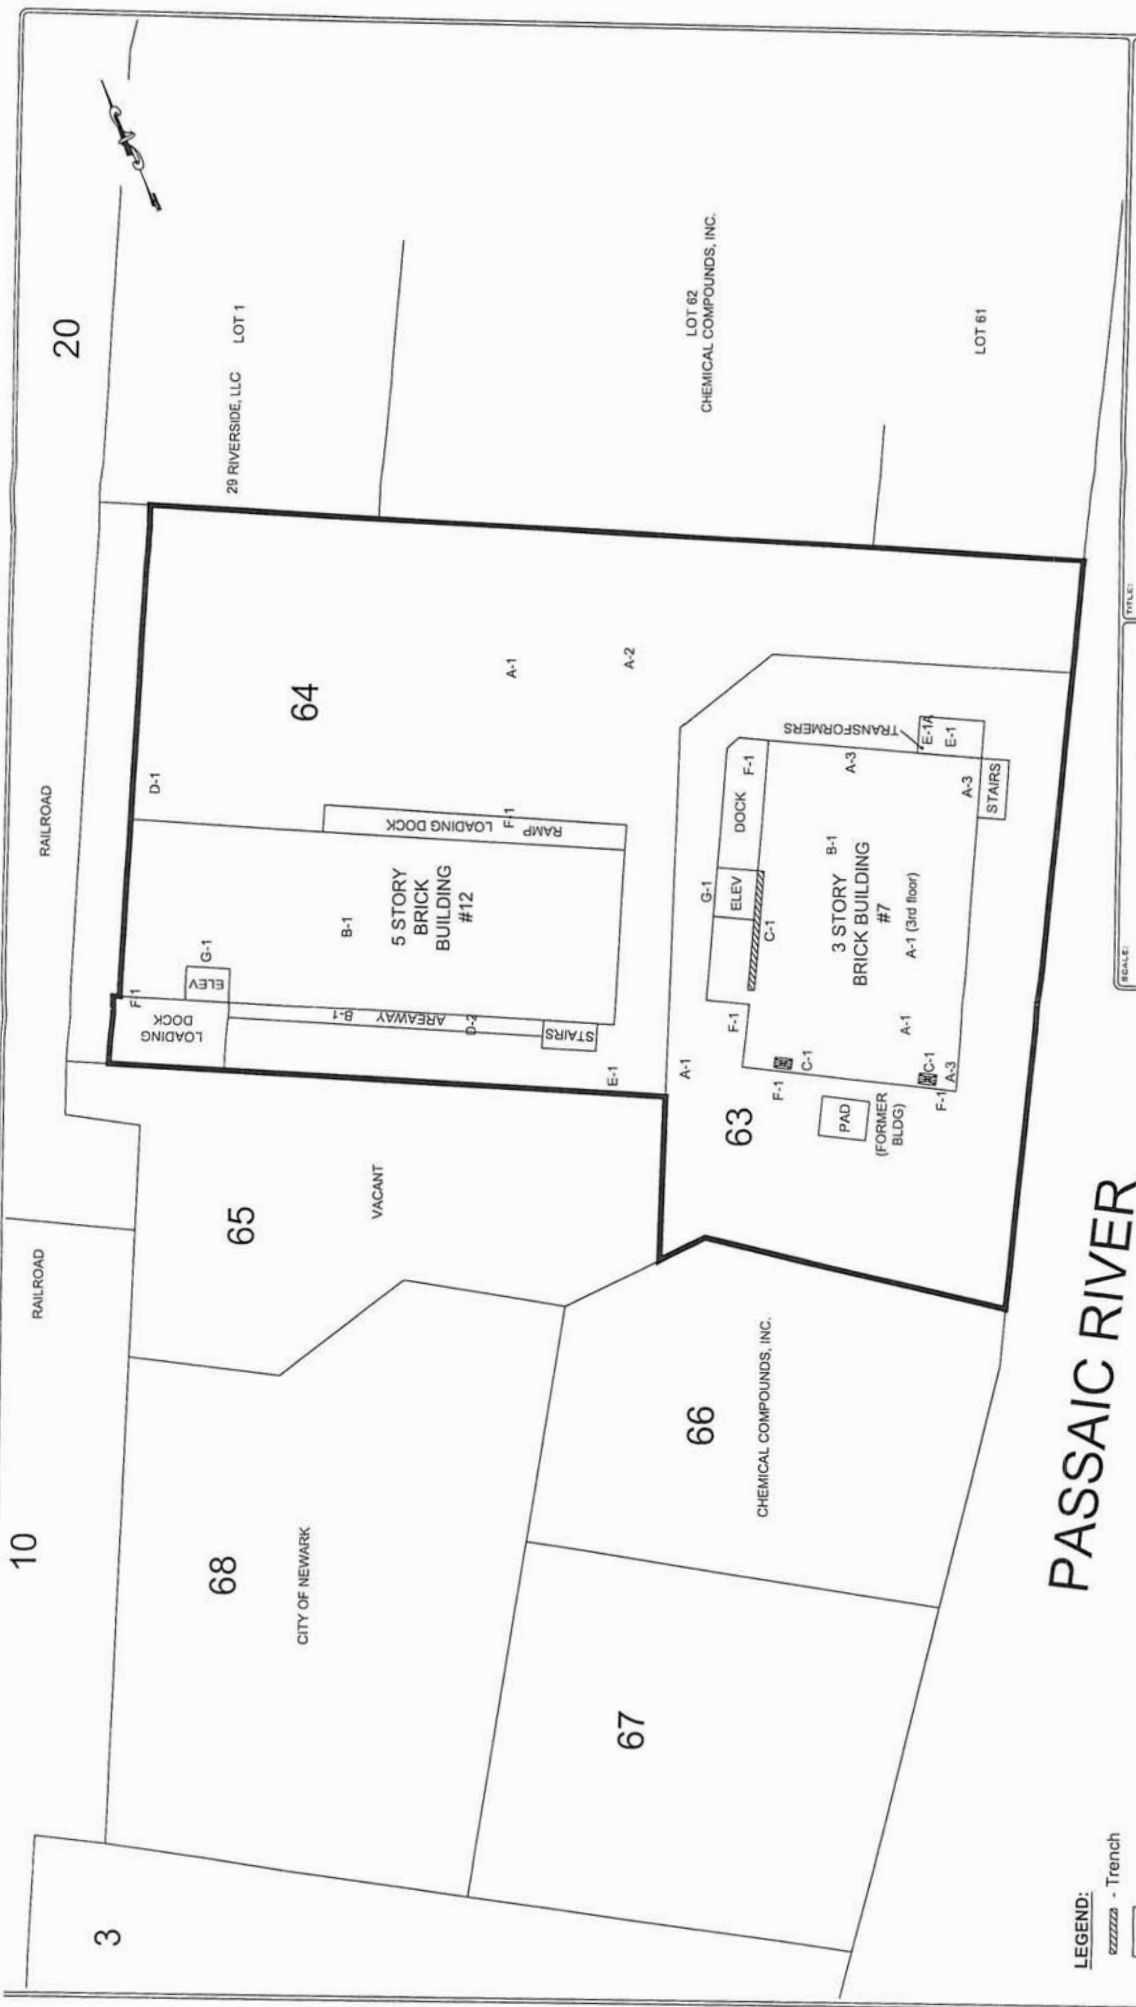 10
RAILROAD
RAILROAD
20
3
68
CITY OF NEWARK
65
VACANT
LOADING
DOCK
F-1
ELEV
G-1
D-1
64
29 RIVERSIDE, LLC
LOT 1
B-1
AREAWAY
D-2
STAIRS
E-1
B-1
5 STORY
BRICK
BUILDING
#12
LOADING DOCK
F-1
RAMP
A-1
A-2
LOT 62
CHEMICAL COMPOUNDS, INC.
LOT 61
67
66
CHEMICAL COMPOUNDS, INC.
63
A-1
F-1
G-1
ELEV
DOCK
F-1
C-1
TRANSFORMERS
E-1A
E-1
A-3
A-3
STAIRS
B-1
3 STORY
BRICK BUILDING
#7
A-1 (3rd floor)
A-1
F-1
C-1
PAD
(FORMER
BLDG)
F-1
C-1
A-3
PASSAIC RIVER
LEGEND:
- Trench
SCALE:
TITLE: